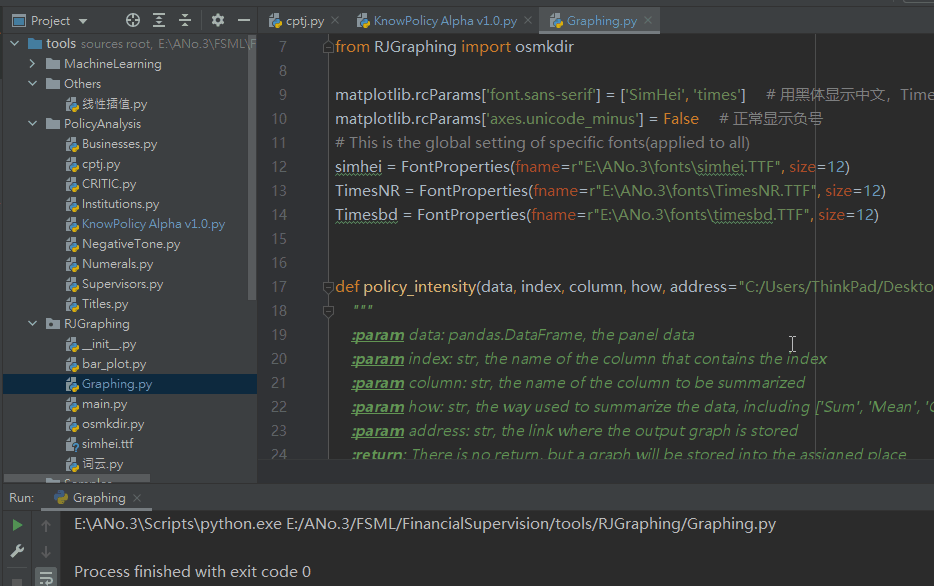 Project
cptj.py
KnowPolicy Alpha v1.0.py
Graphing.py
tools sources root, E:\ANo.3\FSML\F
MachineLearning
Others
线性插值.py
PolicyAnalysis
Businesses.py
cptj.py
CRITIC.py
Institutions.py
KnowPolicy Alpha v1.0.py
NegativeTone.py
Numerals.py
Supervisors.py
Titles.py
RJGraphing
__init__.py
bar_plot.py
Graphing.py
main.py
osmkdir.py
simhei.ttf
词云.py
7 from RJGraphing import osmkdir
8
9 matplotlib.rcParams['font.sans-serif'] = ['SimHei', 'times'] # 用黑体显示中文，Time
10 matplotlib.rcParams['axes.unicode_minus'] = False # 正常显示负号
11 # This is the global setting of specific fonts(applied to all)
12 simhei = FontProperties(fname=r"E:\ANo.3\fonts\simhei.TTF", size=12)
13 TimesNR = FontProperties(fname=r"E:\ANo.3\fonts\TimesNR.TTF", size=12)
14 Timesbd = FontProperties(fname=r"E:\ANo.3\fonts\timesbd.TTF", size=12)
15
16
17 def policy_intensity(data, index, column, how, address="C:/Users/ThinkPad/Deskto
18 """
19 :param data: pandas.DataFrame, the panel data
20 :param index: str, the name of the column that contains the index
21 :param column: str, the name of the column to be summarized
22 :param how: str, the way used to summarize the data, including ['Sum', 'Mean', '
23 :param address: str, the link where the output graph is stored
24 :return: There is no return, but a graph will be stored into the assigned place
Run: Graphing
E:\ANo.3\Scripts\python.exe E:/ANo.3/FSML/FinancialSupervision/tools/RJGraphing/Graphing.py
Process finished with exit code 0